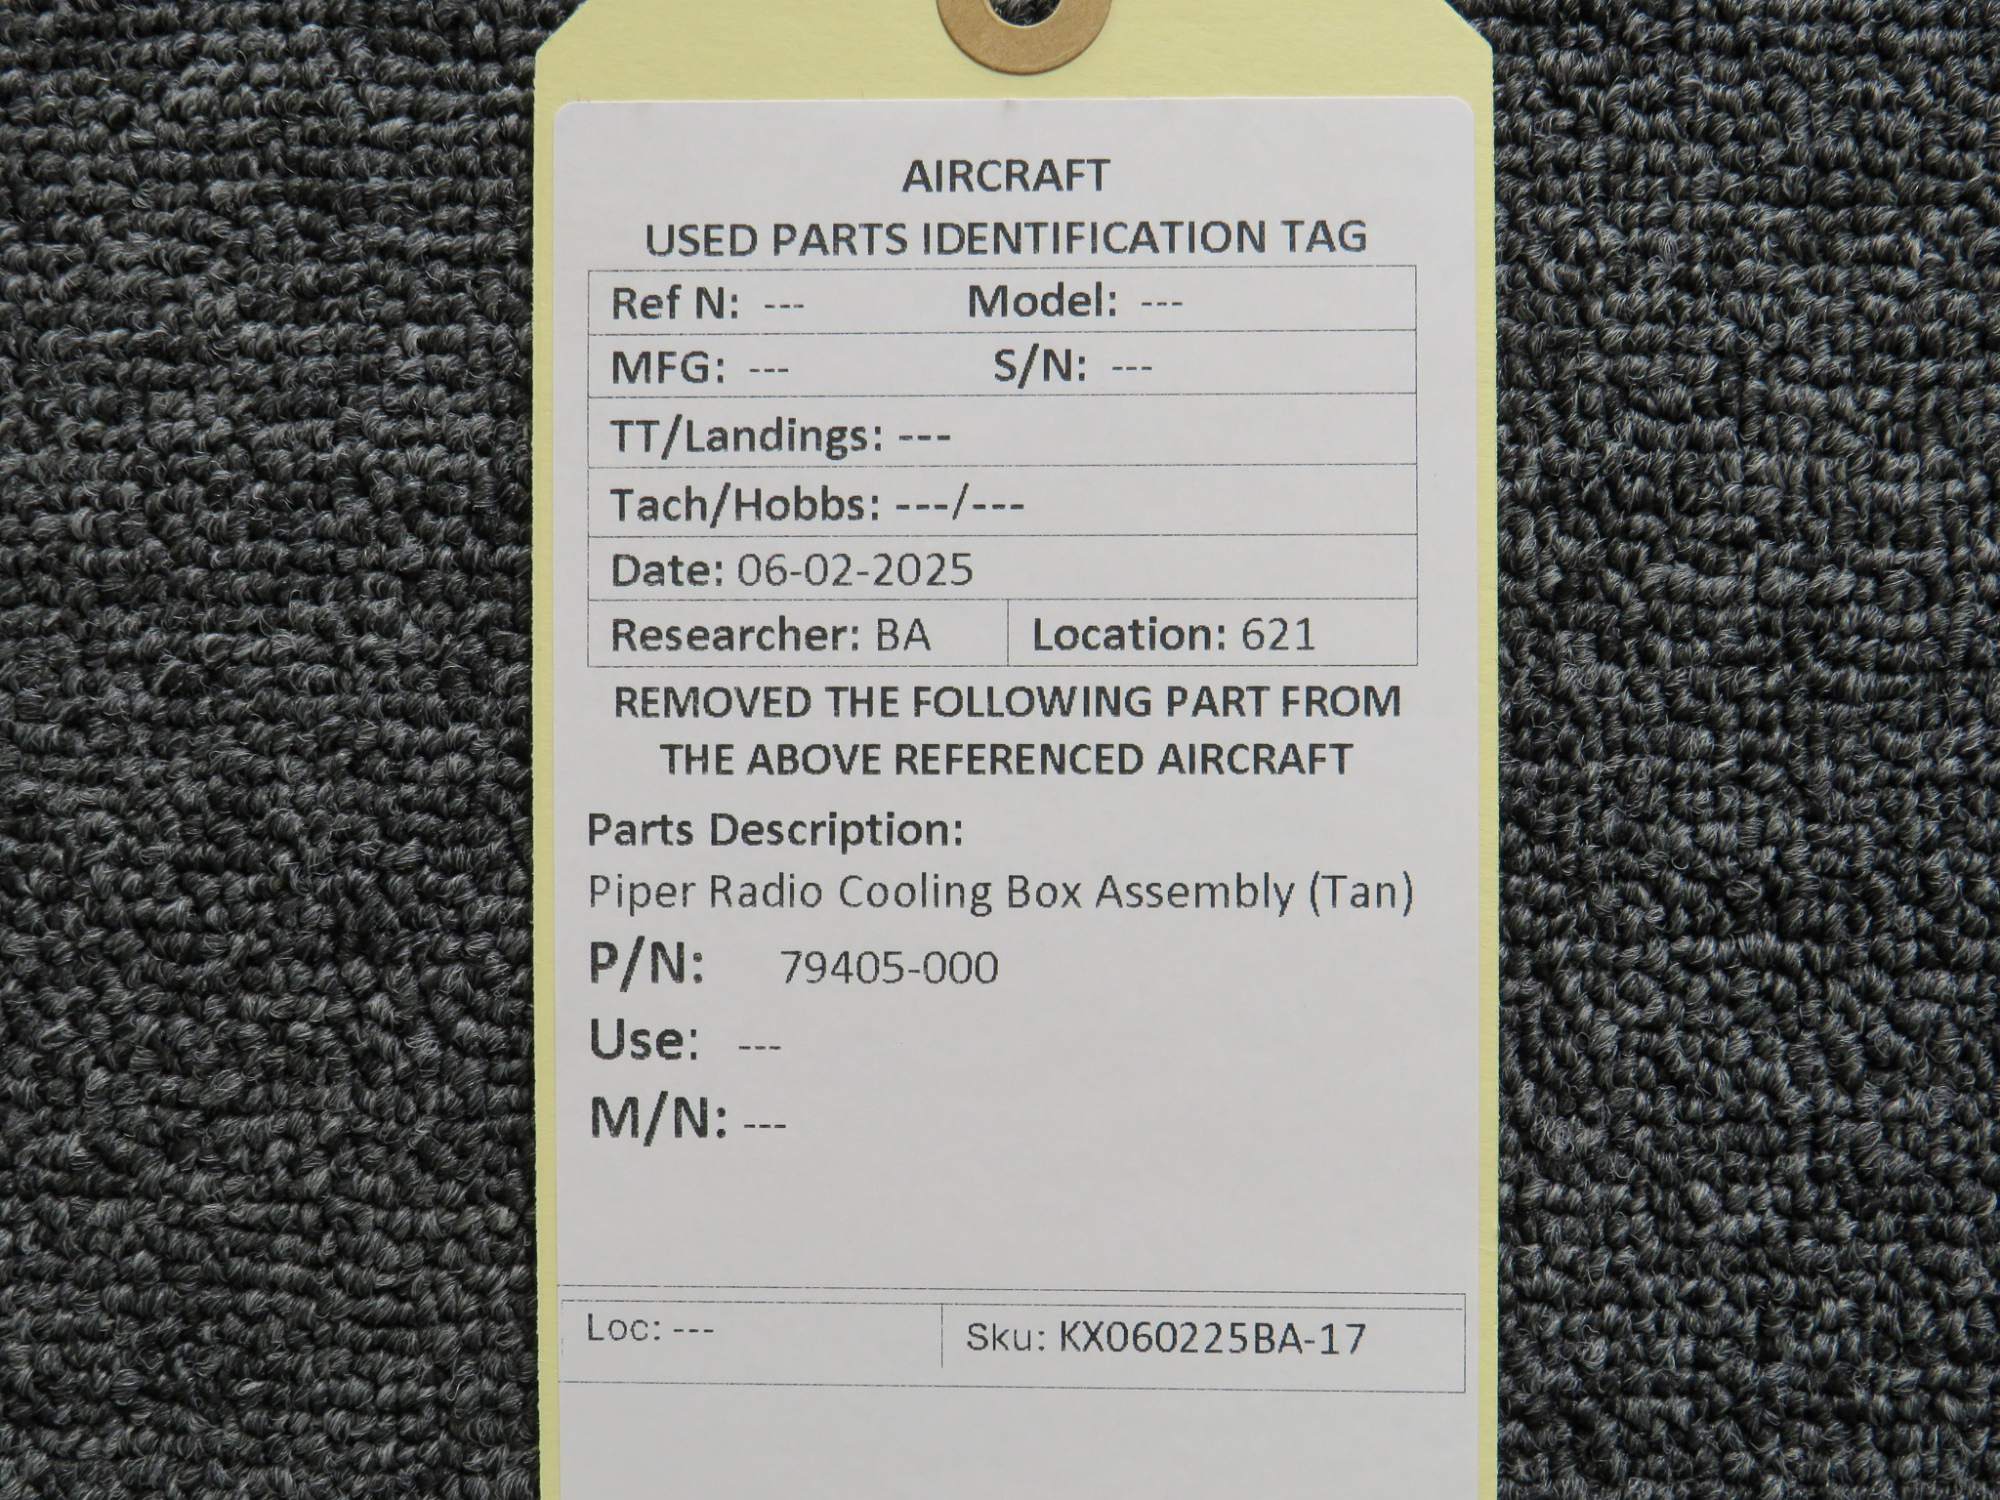 AIRCRAFT
USED PARTS IDENTIFICATION TAG
Ref N: --- Model: ---
MFG: --- S/N: ---
TT/Landings: ---
Tach/Hobbs: ---/---
Date: 06-02-2025
Researcher: BA Location: 621
REMOVED THE FOLLOWING PART FROM
THE ABOVE REFERENCED AIRCRAFT
Parts Description:
Piper Radio Cooling Box Assembly (Tan)
P/N: 79405-000
Use: ---
M/N: ---
Loc: --- Sku: KX060225BA-17